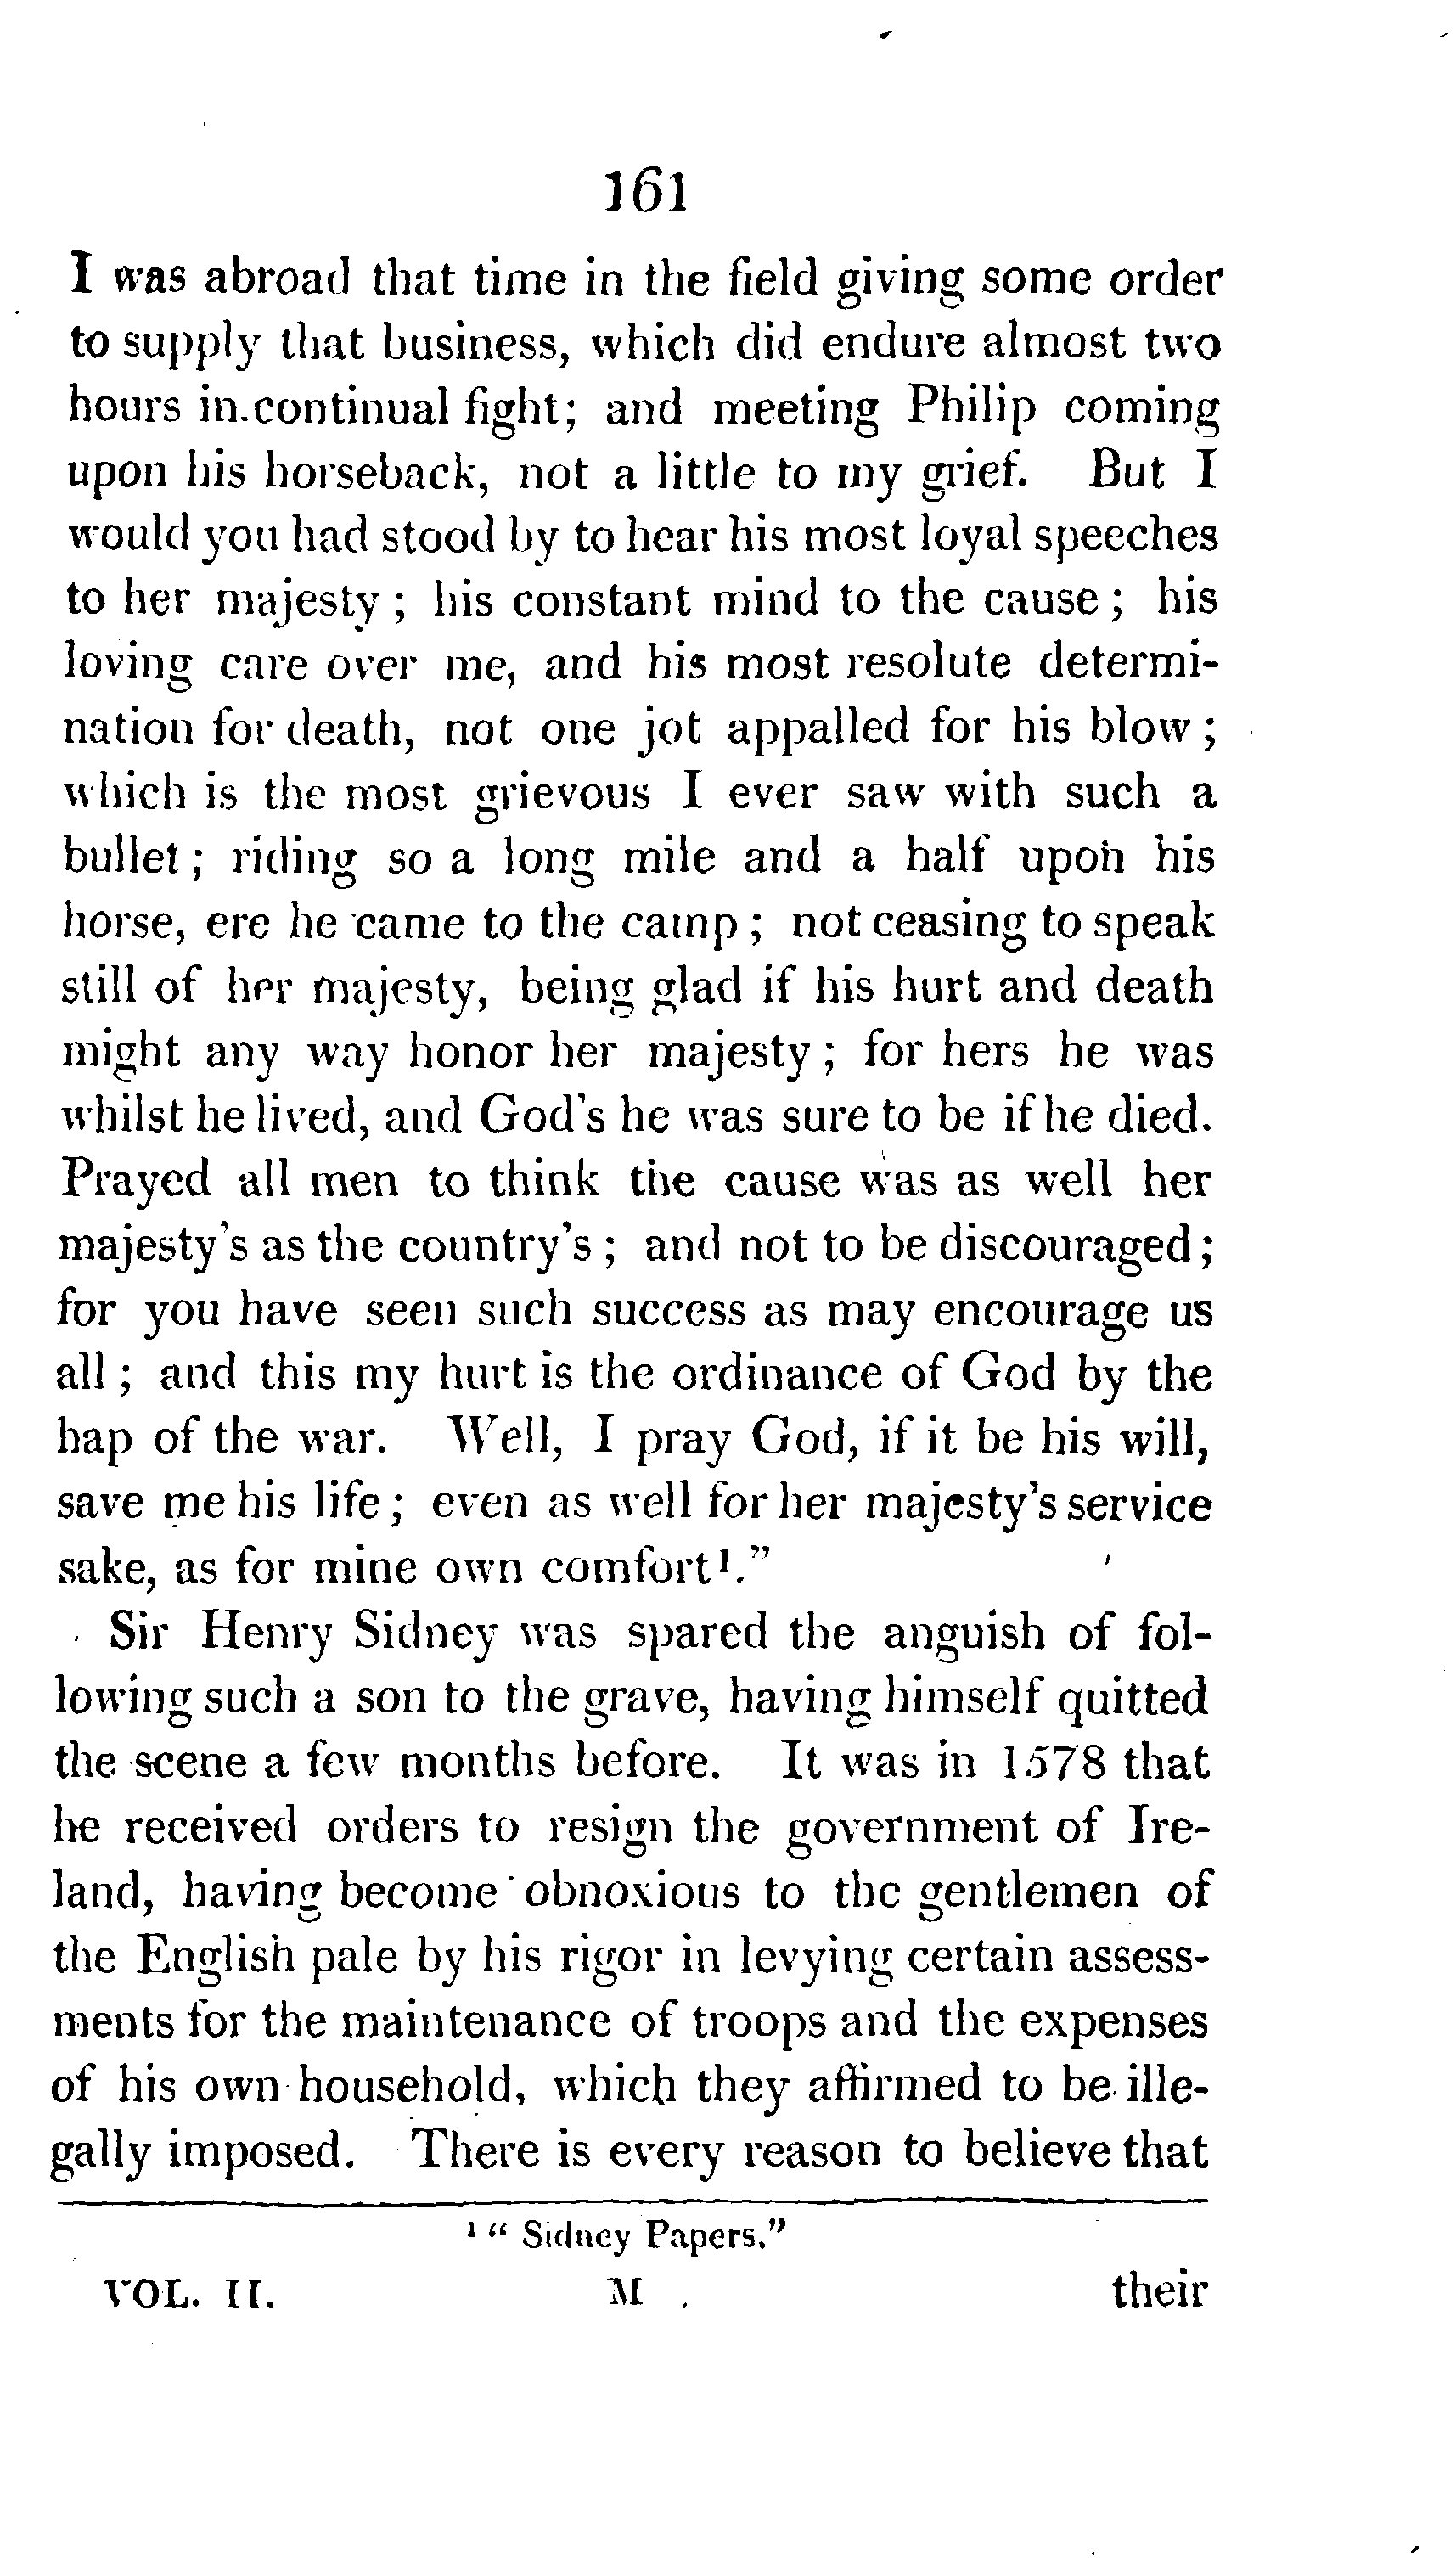 161
I was abroad that time in the field giving some order
to supply that business, which did endure almost two
hours in continual fight; and meeting Philip coming
upon his horseback, not a little to my grief. But I
would you had stood by to hear his most loyal speeches
to her majesty; his constant mind to the cause; his
loving care over me, and his most resolute determi-
nation for death, not one jot appalled for his blow;
which is the most grievous I ever saw with such a
bullet; riding so a long mile and a half upon his
horse, ere he came to the camp; not ceasing to speak
still of her majesty, being glad if his hurt and death
might any way honor her majesty; for hers he was
whilst he lived, and God's he was sure to be if he died.
Prayed all men to think the cause was as well her
majesty's as the country's; and not to be discouraged;
for you have seen such success as may encourage us
all; and this my hurt is the ordinance of God by the
hap of the war. Well, I pray God, if it be his will,
save me his life; even as well for her majesty's service
sake, as for mine own comfort¹."
Sir Henry Sidney was spared the anguish of fol-
lowing such a son to the grave, having himself quitted
the scene a few months before. It was in 1578 that
he received orders to resign the government of Ire-
land, having become obnoxious to the gentlemen of
the English pale by his rigor in levying certain assess-
ments for the maintenance of troops and the expenses
of his own household, which they affirmed to be ille-
gally imposed. There is every reason to believe that
¹ "Sidney Papers."
VOL. II. M their